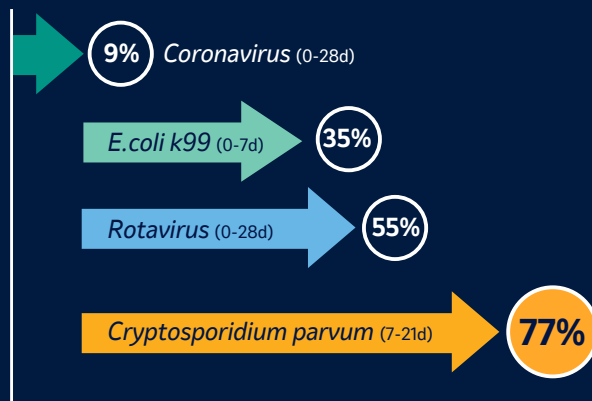 9% Coronavirus (0-28d)
E.coli k99 (0-7d) 35%
Rotavirus (0-28d) 55%
Cryptosporidium parvum (7-21d) 77%